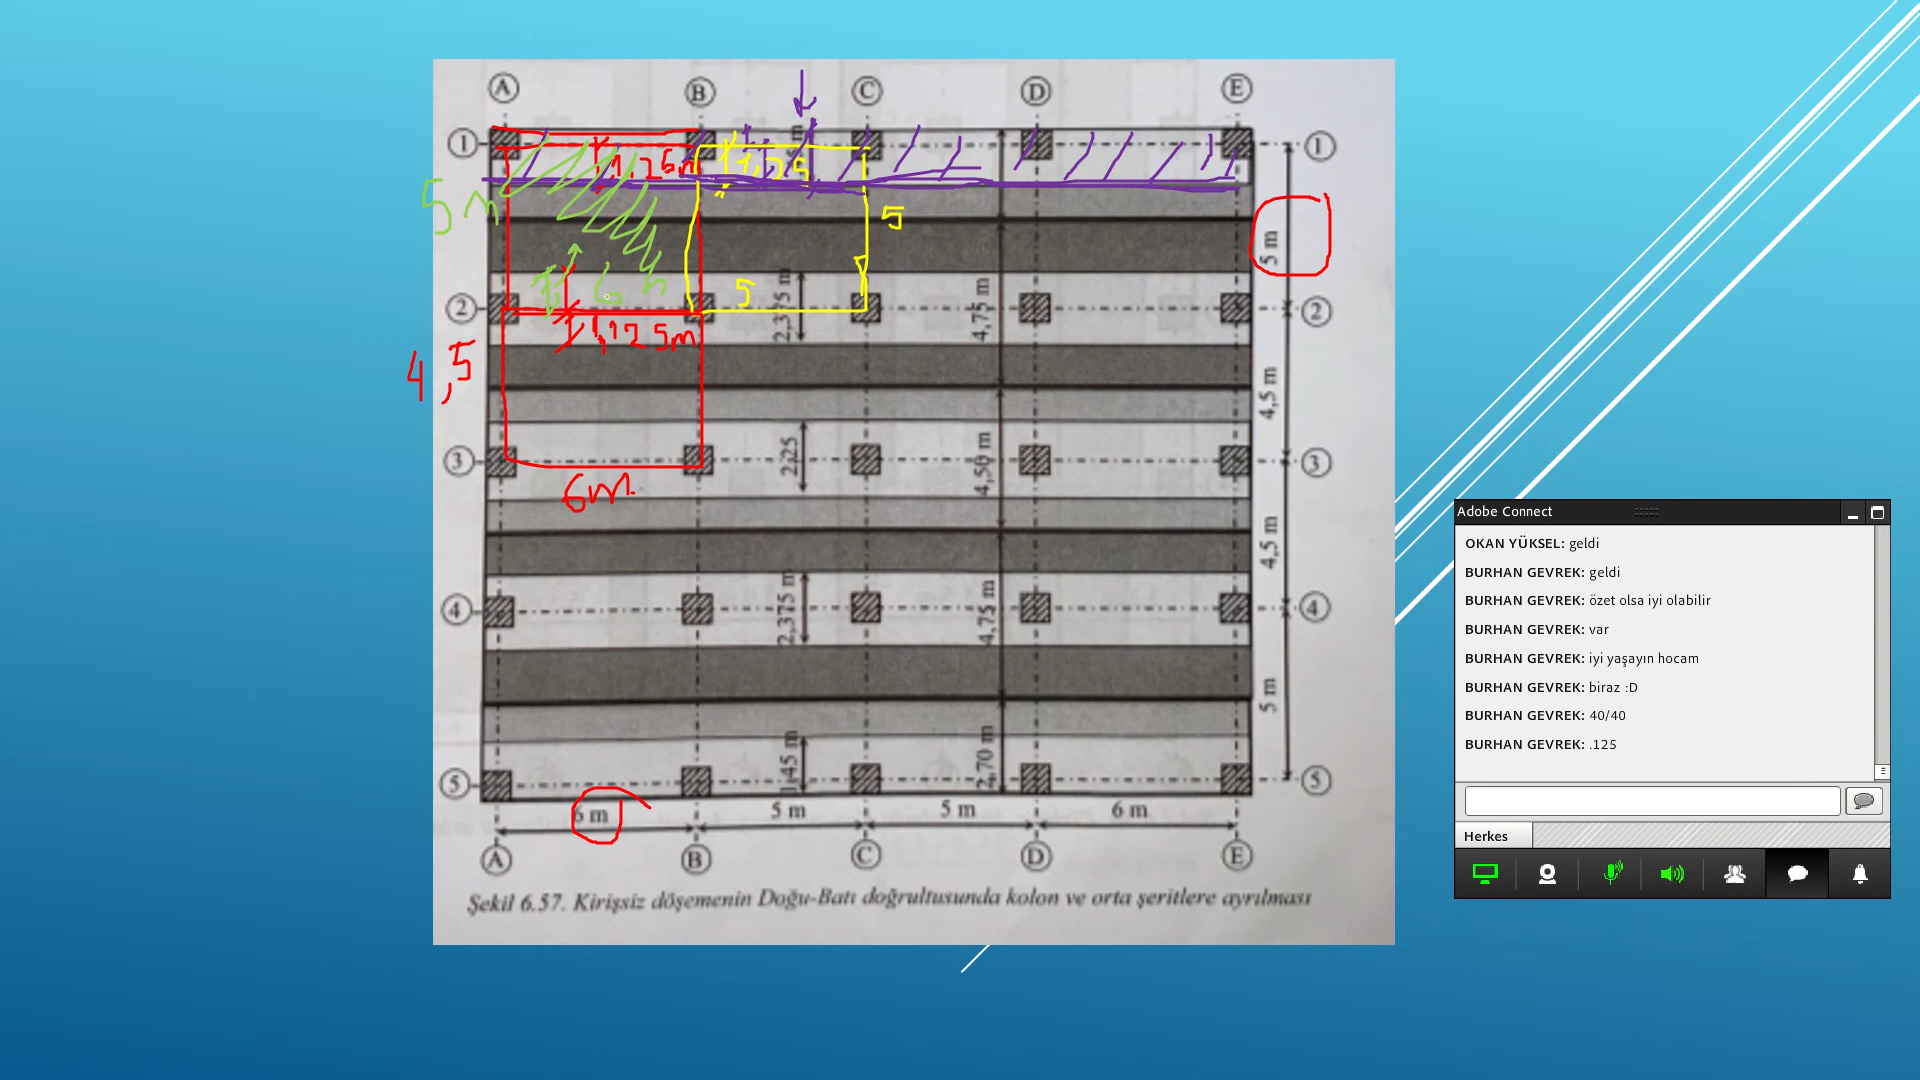 A B C D E
1 1
1,25m 1,25
5m
5
5 m
6
5
2 2
2,375 m 4,75 m
1,125m
4,5
4,5 m
3 3
2,25 4,50 m
6m
4,5 m
4 4
2,375 m 4,75 m
5 m
1,45 m 2,70 m
5 5
6 m 5 m 5 m 6 m
A B C D E
Şekil 6.57. Kirişsiz döşemenin Doğu-Batı doğrultusunda kolon ve orta şeritlere ayrılması
Adobe Connect
OKAN YÜKSEL: geldi
BURHAN GEVREK: geldi
BURHAN GEVREK: özet olsa iyi olabilir
BURHAN GEVREK: var
BURHAN GEVREK: iyi yaşayın hocam
BURHAN GEVREK: biraz :D
BURHAN GEVREK: 40/40
BURHAN GEVREK: .125
Herkes